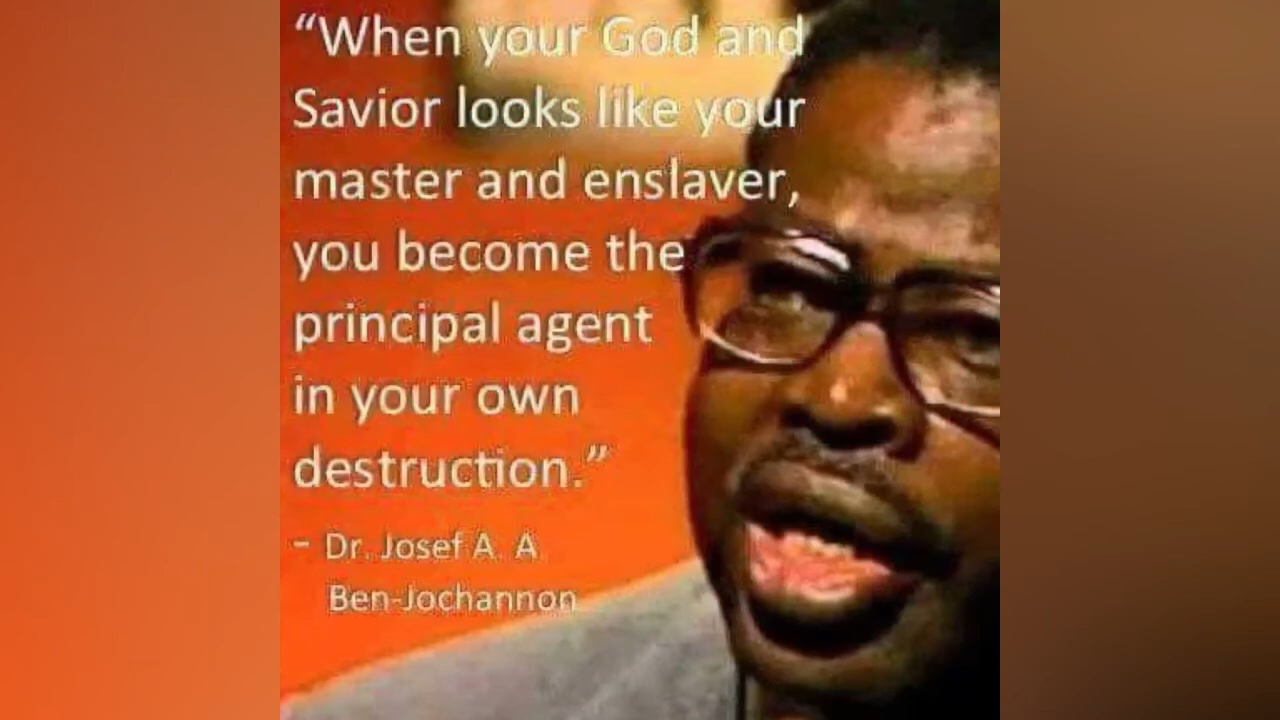 “When your God and
Savior looks like your
master and enslaver,
you become the
principal agent
in your own
destruction.”
- Dr. Josef A. A.
Ben-Jochannon